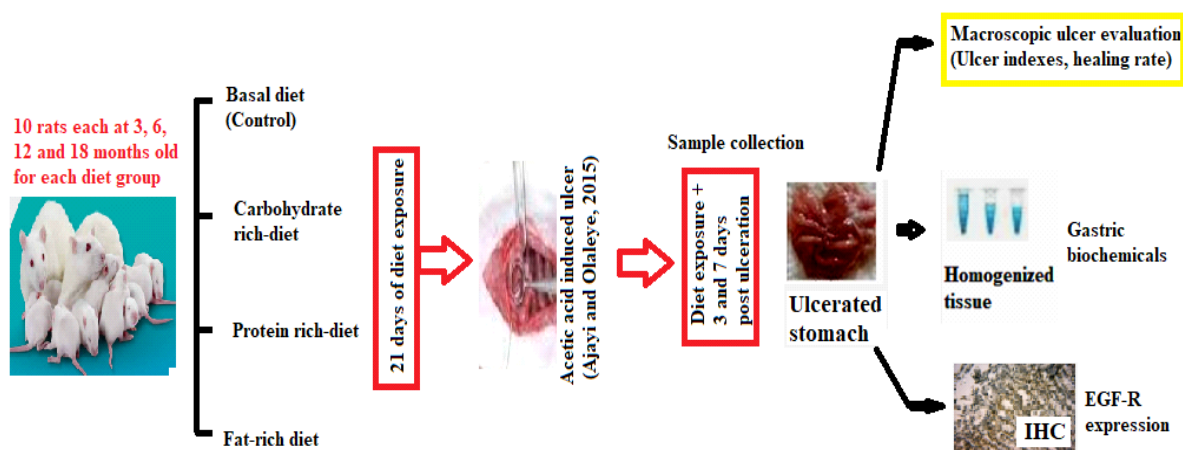 10 rats each at 3, 6,
12 and 18 months old
for each diet group
Basal diet
(Control)
Carbohydrate
rich-diet
Protein rich-diet
Fat-rich diet
21 days of diet exposure
Acetic acid induced ulcer
(Ajayi and Olaleye, 2015)
Sample collection
Diet exposure +
3 and 7 days
post ulceration
Ulcerated
stomach
Macroscopic ulcer evaluation
(Ulcer indexes, healing rate)
Homogenized
tissue
Gastric
biochemicals
IHC
EGF-R
expression